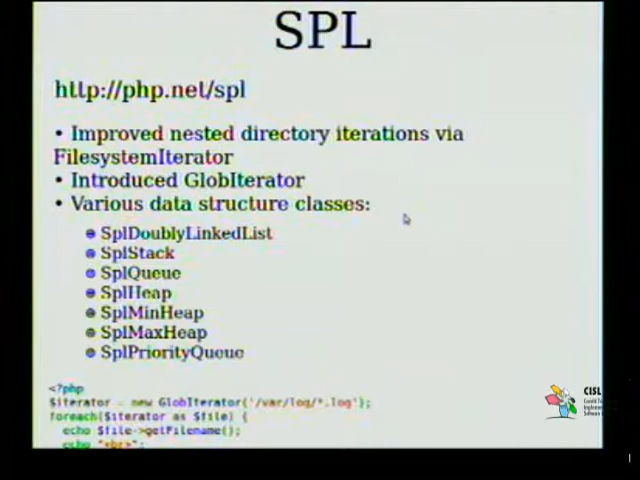 SPL
http://php.net/spl
• Improved nested directory iterations via
FilesystemIterator
• Introduced GlobIterator
• Various data structure classes:
SplDoublyLinkedList
SplStack
SplQueue
SplHeap
SplMinHeap
SplMaxHeap
SplPriorityQueue
<?php
$iterator = new GlobIterator('/var/log/*.log');
foreach($iterator as $file) {
echo $file->getFilename();
echo "<br>";
CISL